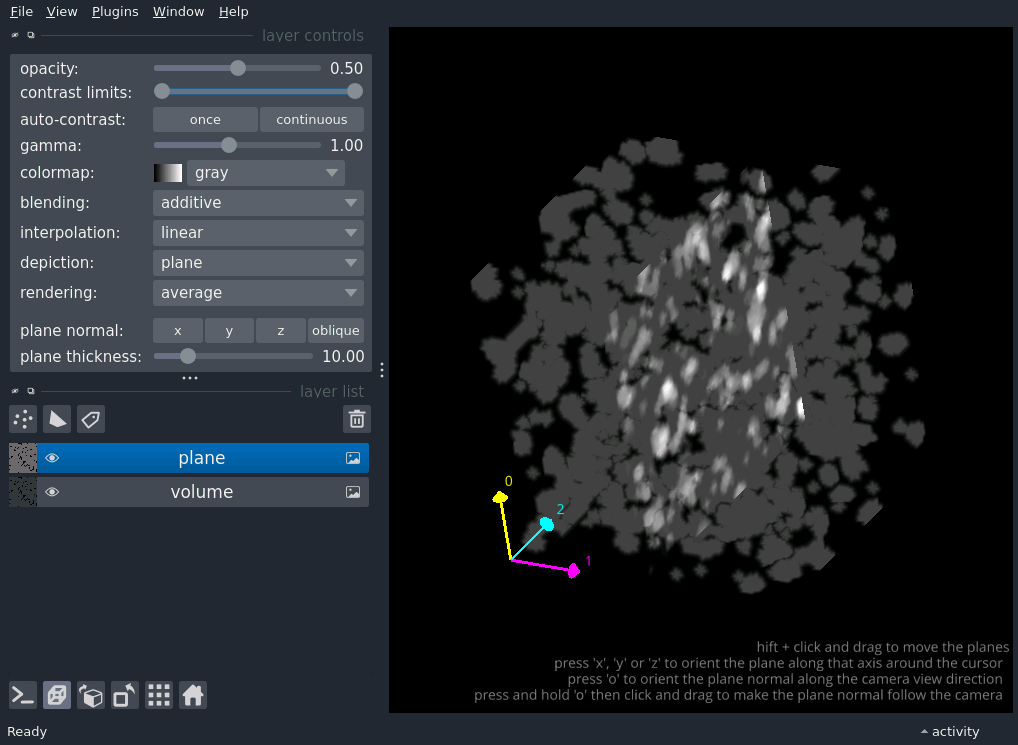 File View Plugins Window Help
layer controls
opacity: 0.50
contrast limits:
auto-contrast: once continuous
gamma: 1.00
colormap: gray
blending: additive
interpolation: linear
depiction: plane
rendering: average
plane normal: x y z oblique
plane thickness: 10.00
layer list
plane
volume
0
2
1
hift + click and drag to move the planes
press 'x', 'y' or 'z' to orient the plane along that axis around the cursor
press 'o' to orient the plane normal along the camera view direction
press and hold 'o' then click and drag to make the plane normal follow the camera
Ready activity